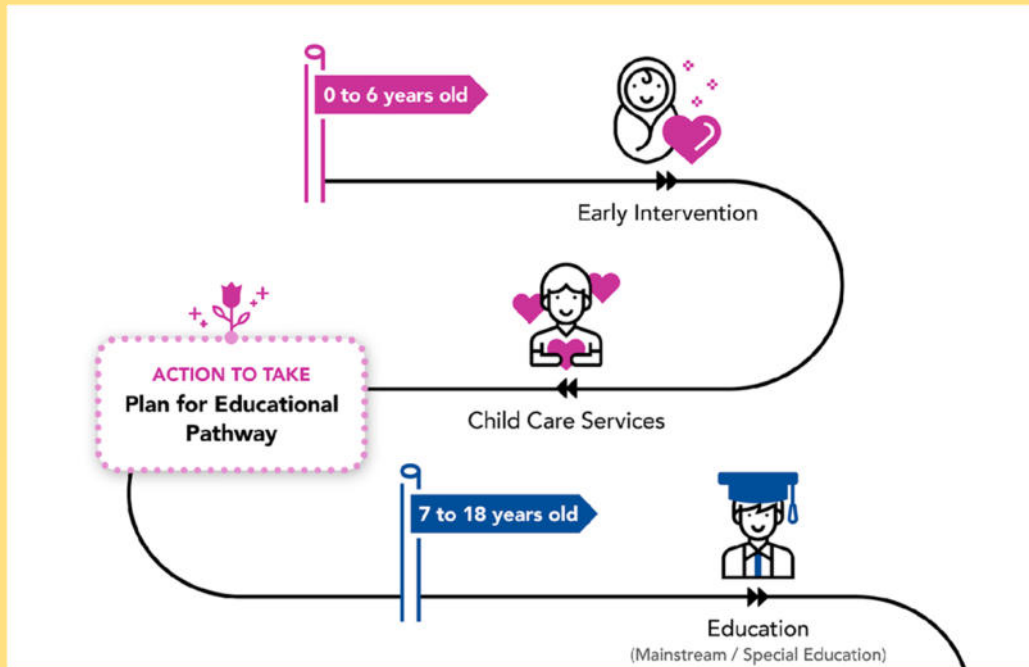 0 to 6 years old
Early Intervention
Child Care Services
ACTION TO TAKE
Plan for Educational
Pathway
7 to 18 years old
Education
(Mainstream / Special Education)